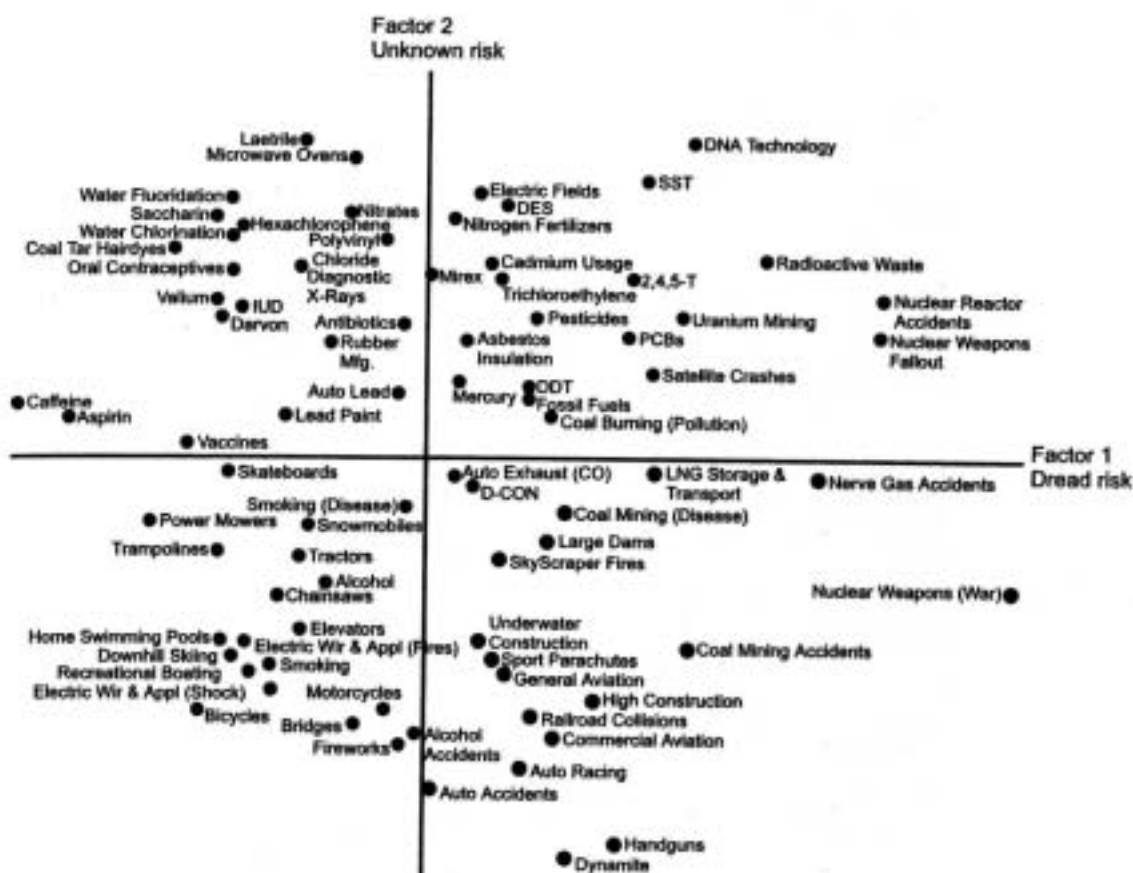 Factor 2
Unknown risk
Laetrile
Microwave Ovens
DNA Technology
SST
Water Fluoridation
Electric Fields
DES
Saccharin
Nitrates
Hexachlorophene
Nitrogen Fertilizers
Water Chlorination
Polyvinyl
Coal Tar Hairdyes
Chloride
Oral Contraceptives
Diagnostic
X-Rays
Mirex
Cadmium Usage
Trichloroethylene
2,4,5-T
Radioactive Waste
Valium
IUD
Darvon
Antibiotics
Pesticides
Uranium Mining
Nuclear Reactor
Accidents
Rubber
Mfg.
Asbestos
Insulation
PCBs
Nuclear Weapons
Fallout
Satellite Crashes
Auto Lead
Mercury
DDT
Fossil Fuels
Caffeine
Aspirin
Lead Paint
Coal Burning (Pollution)
Vaccines
Factor 1
Dread risk
Skateboards
Auto Exhaust (CO)
D-CON
LNG Storage &
Transport
Nerve Gas Accidents
Smoking (Disease)
Power Mowers
Snowmobiles
Coal Mining (Disease)
Trampolines
Tractors
Large Dams
SkyScraper Fires
Alcohol
Chainsaws
Nuclear Weapons (War)
Elevators
Home Swimming Pools
Electric Wir & Appl (Fires)
Underwater
Construction
Downhill Skiing
Smoking
Sport Parachutes
Coal Mining Accidents
Recreational Boating
General Aviation
Electric Wir & Appl (Shock)
Motorcycles
High Construction
Bicycles
Bridges
Railroad Collisions
Fireworks
Alcohol
Accidents
Commercial Aviation
Auto Racing
Auto Accidents
Handguns
Dynamite